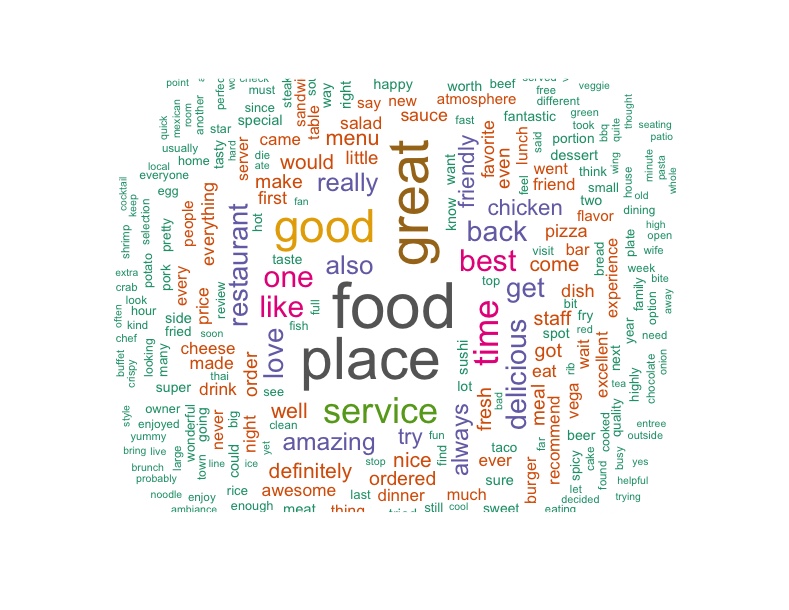 point
must
happy
worth beef
veggie
free
different
since
special
way
right
say new
atmosphere
sauce
fast
fantastic
green
took
quick
mexican
room
another
star
salad
table
menu
great
friendly
want
know
favorite
even
lunch
said
feel
portion
bbq
quite
thought
seating
patio
usually
home
tasty
hard
server
came
die
ate
would
little
dessert
went
friend
think
wing
small
house
minute
pasta
whole
local
everyone
egg
make
first
fan
really
chicken
two
flavor
old
dining
cocktail
keep
shrimp
selection
pretty
people
everything
restaurant
hot
good
back
pizza
bar
visit
bread
plate
high
open
wife
extra
crab
potato
pork
every
price
review
taste
one
also
best
come
top
get
dish
bit
experience
week
family
bite
look
hour
often
kind
chef
side
fried
soon
like
full
fish
food
time
staff
fry
spot
red
option
away
year
need
buffet
crispy
looking
many
cheese
made
thai
love
place
sushi
delicious
got
eat
wait
rib
excellent
next
highly
chocolate
onion
super
drink
order
see
lot
fresh
bad
meal
vega
tea
style
owner
enjoyed
yummy
wonderful
going
never
big
night
well
clean
service
always
recommend
quality
entree
outside
beer
cooked
bring live
brunch
probably
large
town
line
could
ice
yet
amazing
try fun
find
taco
far
definitely
stop
nice
ever
burger
spicy
cake
found
busy
yes
helpful
noodle
enjoy
rice
awesome
ordered
sure
let
decided
trying
last
dinner
much
ambiance
enough
meat
thing
tried
still
cool
sweet
eating